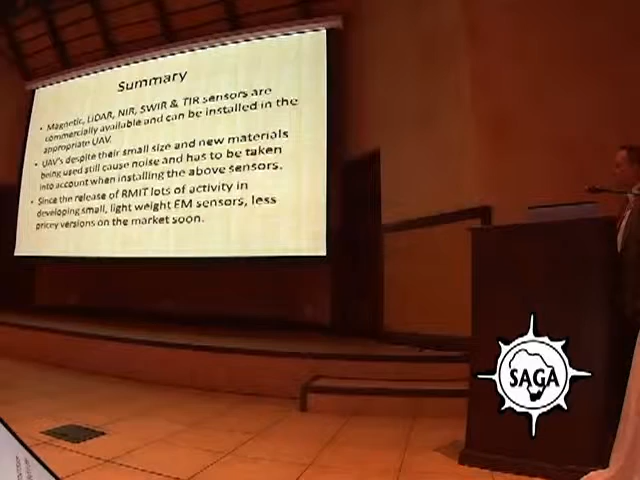 Summary
• Magnetic, LiDAR, NIR, SWIR & TIR sensors are
commercially available and can be installed in the
appropriate UAV.
• UAV's despite their small size and new materials
being used still cause noise and has to be taken
into account when installing the above sensors.
• Since the release of RMIT lots of activity in
developing small, light weight EM sensors, less
pricey versions on the market soon.
SAGA